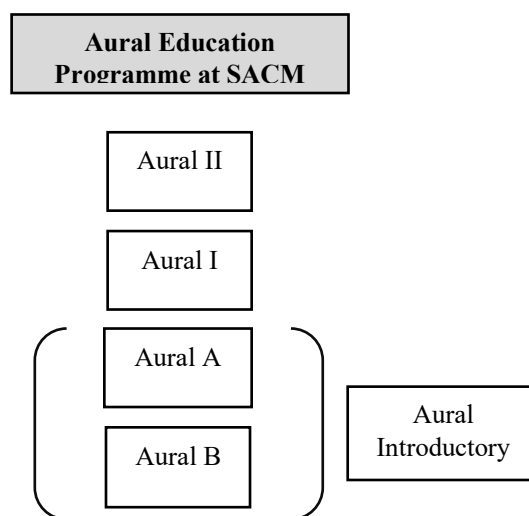 Aural Education
Programme at SACM
Aural II
Aural I
Aural A
Aural B
Aural
Introductory